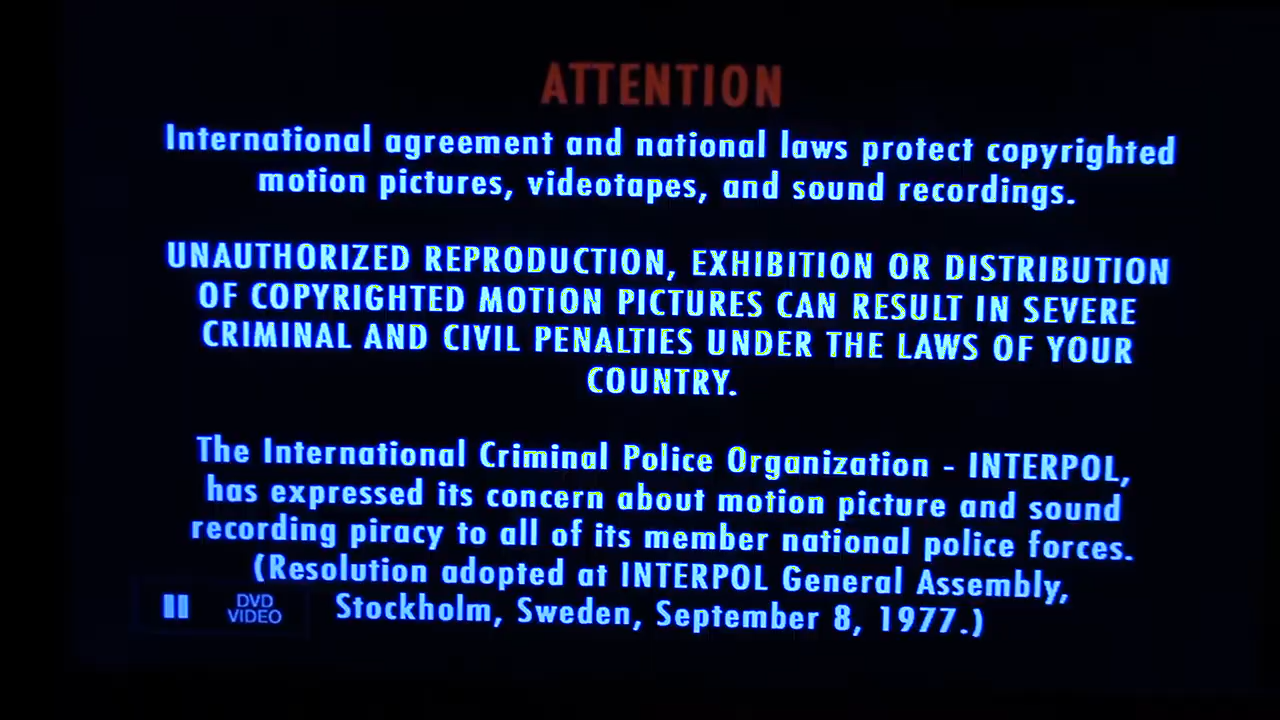 ATTENTION
International agreement and national laws protect copyrighted
motion pictures, videotapes, and sound recordings.
UNAUTHORIZED REPRODUCTION, EXHIBITION OR DISTRIBUTION
OF COPYRIGHTED MOTION PICTURES CAN RESULT IN SEVERE
CRIMINAL AND CIVIL PENALTIES UNDER THE LAWS OF YOUR
COUNTRY.
The International Criminal Police Organization - INTERPOL,
has expressed its concern about motion picture and sound
recording piracy to all of its member national police forces.
(Resolution adopted at INTERPOL General Assembly,
Stockholm, Sweden, September 8, 1977.)
DVD
VIDEO